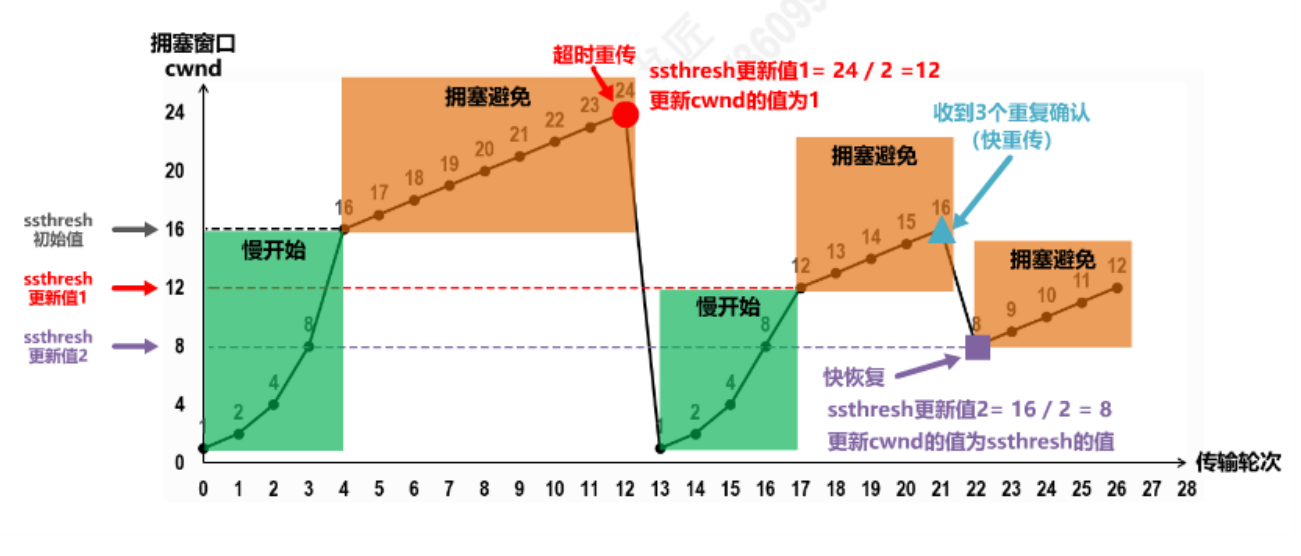 拥塞窗口
cwnd
24
20
16
12
8
4
0
ssthresh
初始值
ssthresh
更新值1
ssthresh
更新值2
慢开始
1
2
4
8
16
拥塞避免
17
18
19
20
21
22
23
24
超时重传
ssthresh更新值1= 24 / 2 =12
更新cwnd的值为1
慢开始
1
2
4
8
12
拥塞避免
13
14
15
16
收到3个重复确认
(快重传)
拥塞避免
8
9
10
11
12
快恢复
ssthresh更新值2= 16 / 2 = 8
更新cwnd的值为ssthresh的值
传输轮次
0 1 2 3 4 5 6 7 8 9 10 11 12 13 14 15 16 17 18 19 20 21 22 23 24 25 26 27 28